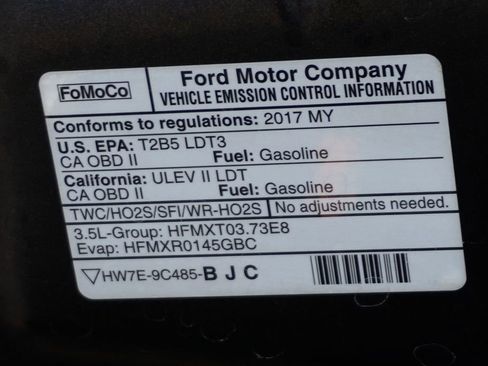 FoMoCo
Ford Motor Company
VEHICLE EMISSION CONTROL INFORMATION
Conforms to regulations: 2017 MY
U.S. EPA: T2B5 LDT3
CA OBD II Fuel: Gasoline
California: ULEV II LDT
CA OBD II Fuel: Gasoline
TWC/HO2S/SFI/WR-HO2S No adjustments needed.
3.5L-Group: HFMXT03.73E8
Evap: HFMXR0145GBC
HW7E-9C485-BJC